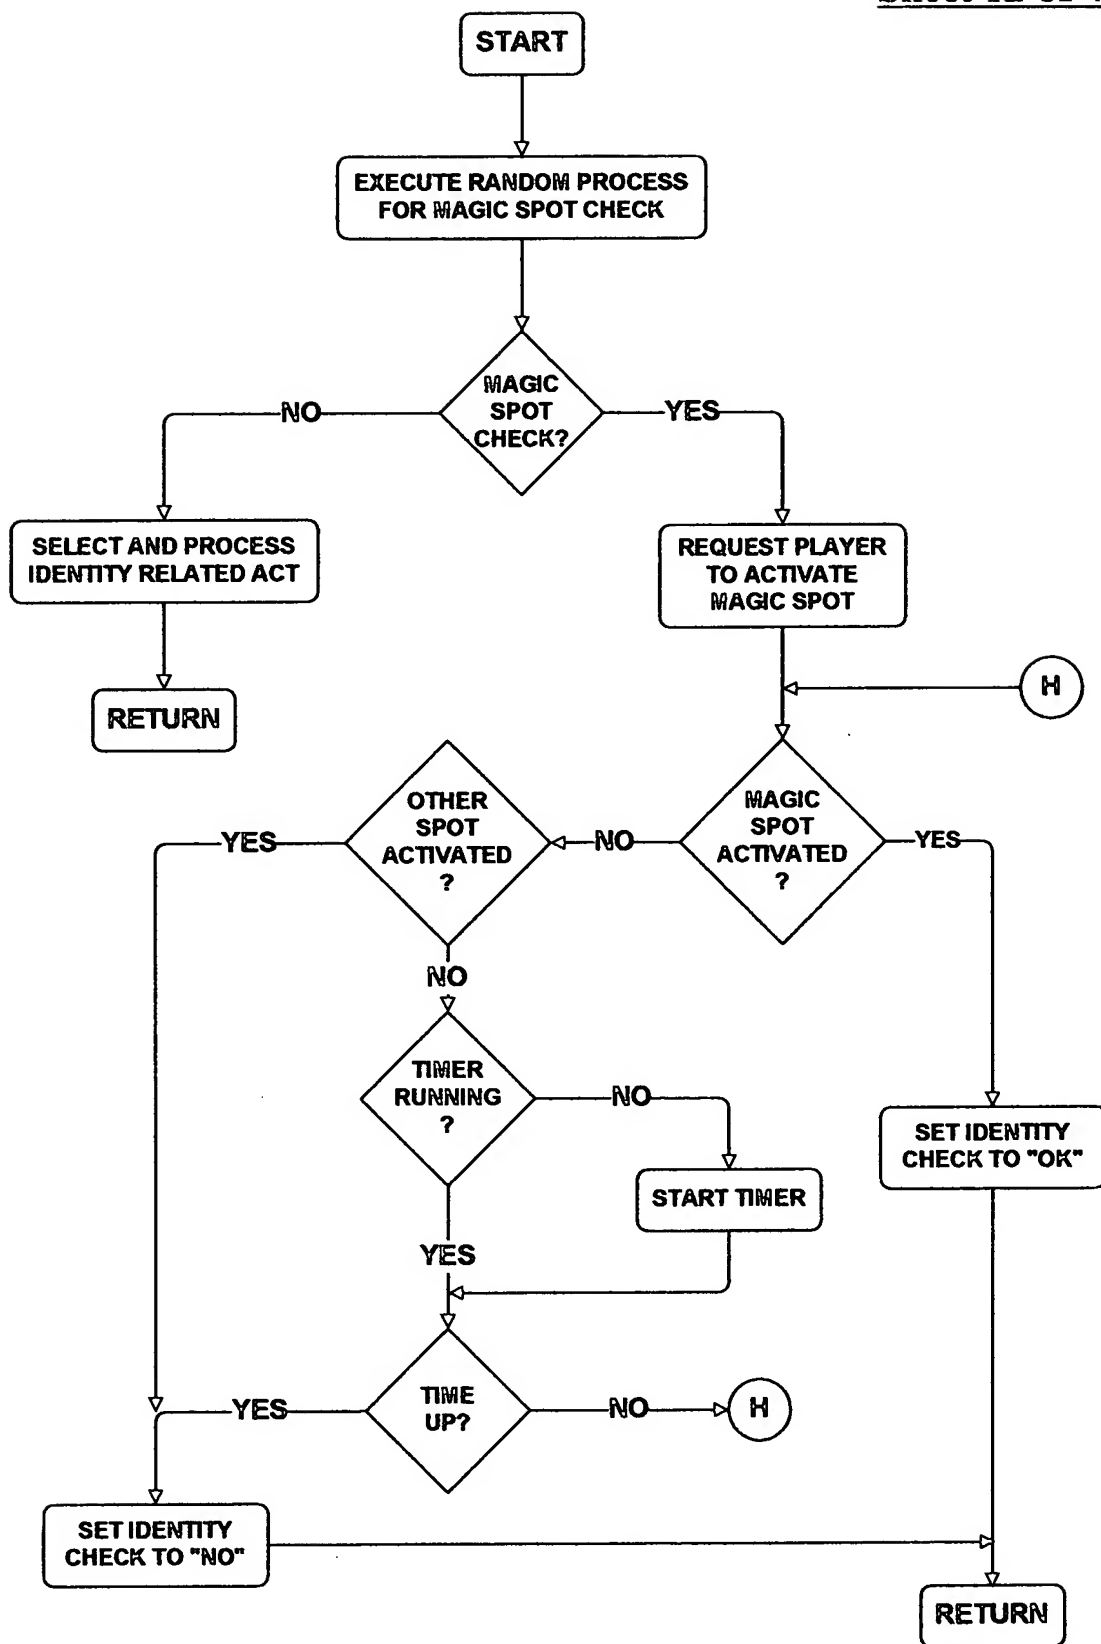 START
EXECUTE RANDOM PROCESS
FOR MAGIC SPOT CHECK
MAGIC
SPOT
CHECK?
NO
YES
SELECT AND PROCESS
IDENTITY RELATED ACT
REQUEST PLAYER
TO ACTIVATE
MAGIC SPOT
RETURN
H
OTHER
SPOT
ACTIVATED
?
MAGIC
SPOT
ACTIVATED
?
YES
NO
YES
NO
TIMER
RUNNING
?
NO
SET IDENTITY
CHECK TO "OK"
START TIMER
YES
TIME
UP?
YES
NO
H
SET IDENTITY
CHECK TO "NO"
RETURN